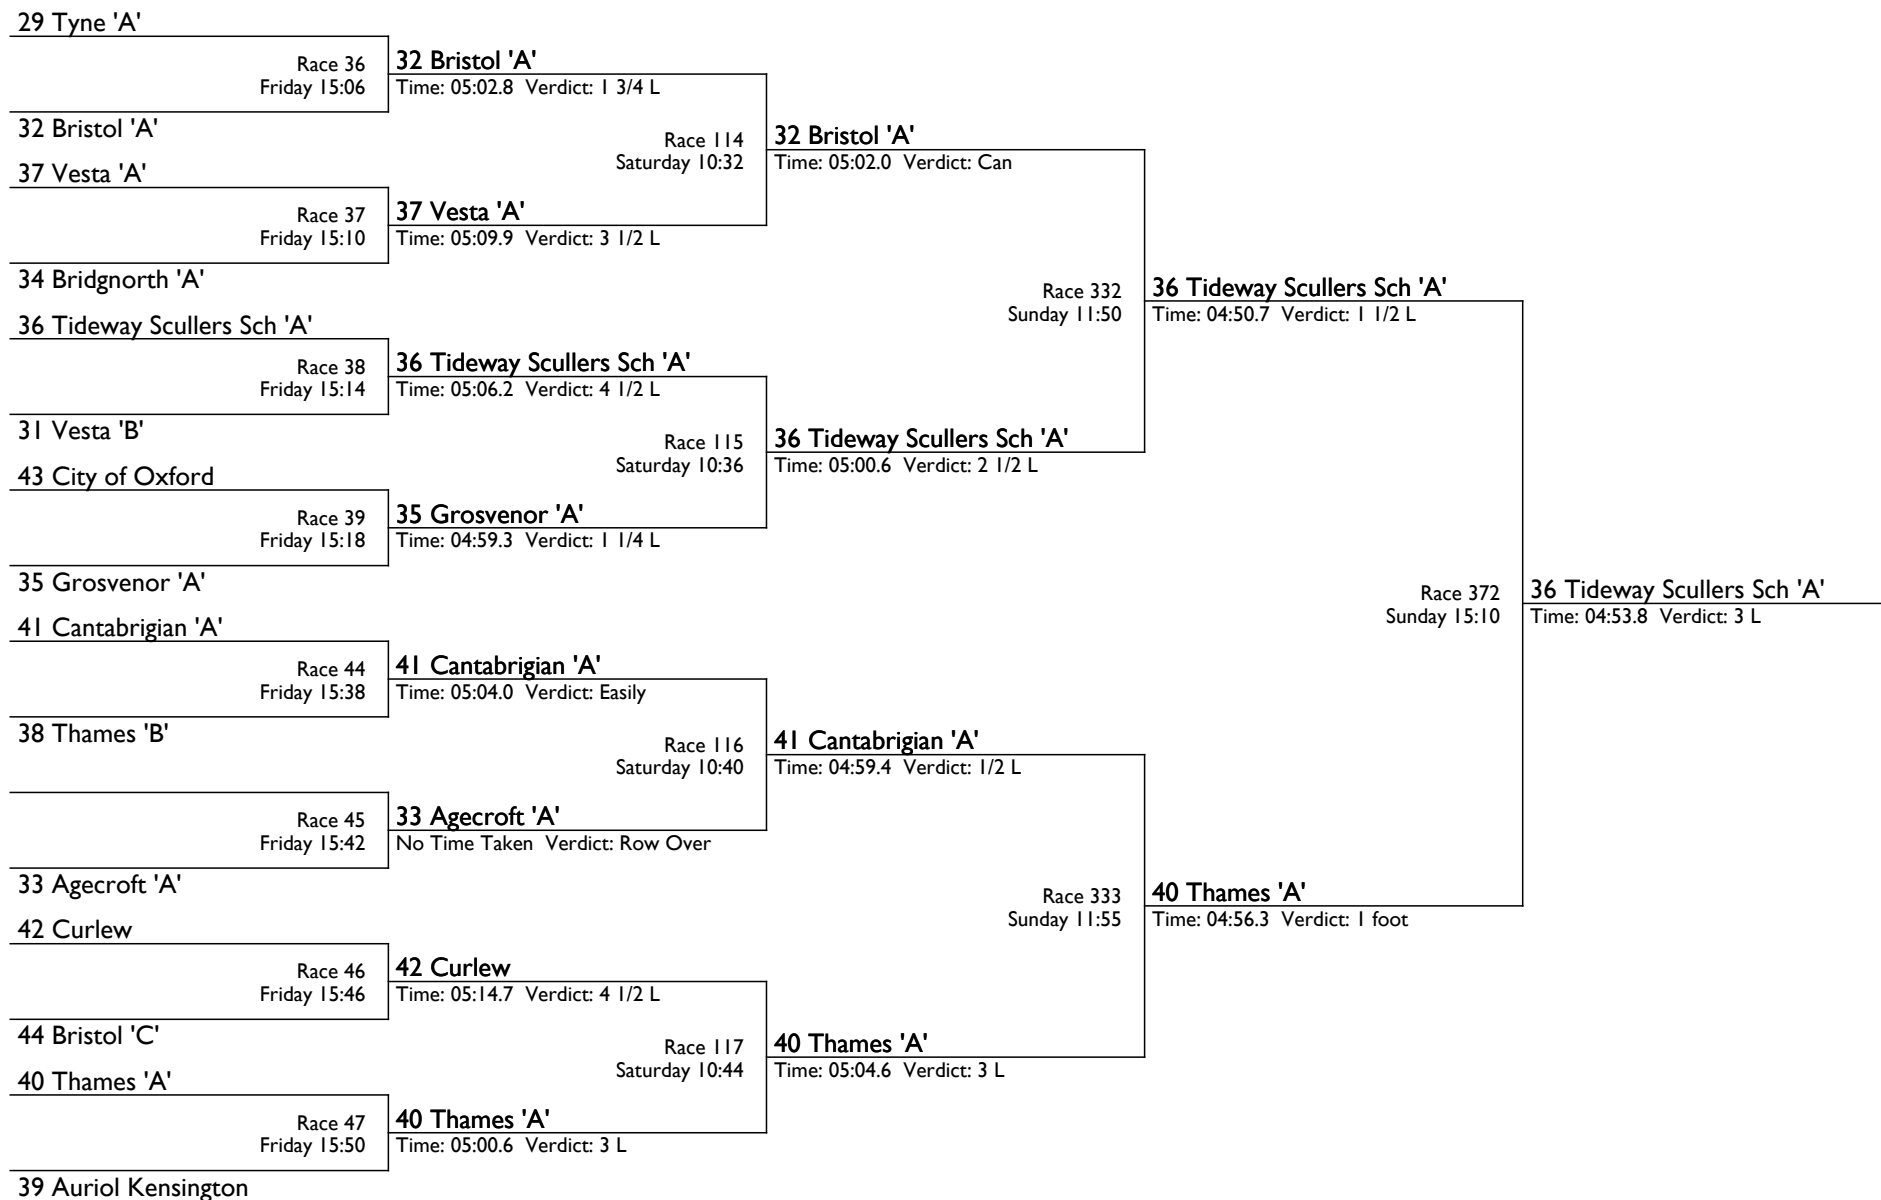 29 Tyne 'A'
Race 36
Friday 15:06
32 Bristol 'A'
Time: 05:02.8 Verdict: 1 3/4 L
32 Bristol 'A'
37 Vesta 'A'
Race 114
Saturday 10:32
32 Bristol 'A'
Time: 05:02.0 Verdict: Can
Race 37
Friday 15:10
37 Vesta 'A'
Time: 05:09.9 Verdict: 3 1/2 L
34 Bridgnorth 'A'
Race 332
Sunday 11:50
36 Tideway Scullers Sch 'A'
Time: 04:50.7 Verdict: 1 1/2 L
36 Tideway Scullers Sch 'A'
Race 38
Friday 15:14
36 Tideway Scullers Sch 'A'
Time: 05:06.2 Verdict: 4 1/2 L
31 Vesta 'B'
Race 115
Saturday 10:36
36 Tideway Scullers Sch 'A'
Time: 05:00.6 Verdict: 2 1/2 L
43 City of Oxford
Race 39
Friday 15:18
35 Grosvenor 'A'
Time: 04:59.3 Verdict: 1 1/4 L
35 Grosvenor 'A'
Race 372
Sunday 15:10
36 Tideway Scullers Sch 'A'
Time: 04:53.8 Verdict: 3 L
41 Cantabrigian 'A'
Race 44
Friday 15:38
41 Cantabrigian 'A'
Time: 05:04.0 Verdict: Easily
38 Thames 'B'
Race 116
Saturday 10:40
41 Cantabrigian 'A'
Time: 04:59.4 Verdict: 1/2 L
Race 45
Friday 15:42
33 Agecroft 'A'
No Time Taken Verdict: Row Over
33 Agecroft 'A'
Race 333
Sunday 11:55
40 Thames 'A'
Time: 04:56.3 Verdict: 1 foot
42 Curlew
Race 46
Friday 15:46
42 Curlew
Time: 05:14.7 Verdict: 4 1/2 L
44 Bristol 'C'
Race 117
Saturday 10:44
40 Thames 'A'
Time: 05:04.6 Verdict: 3 L
40 Thames 'A'
Race 47
Friday 15:50
40 Thames 'A'
Time: 05:00.6 Verdict: 3 L
39 Auriol Kensington